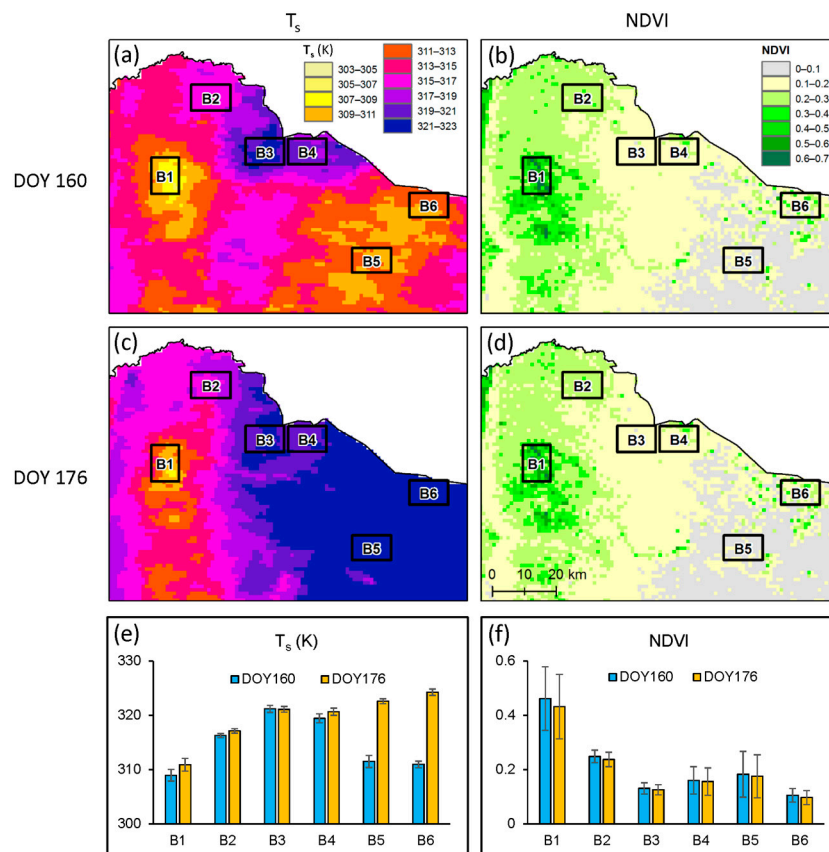 Ts
NDVI
(a)
Ts (K)
303–305
305–307
307–309
309–311
311–313
313–315
315–317
317–319
319–321
321–323
B1
B2
B3
B4
B5
B6
(b)
NDVI
0–0.1
0.1–0.2
0.2–0.3
0.3–0.4
0.4–0.5
0.5–0.6
0.6–0.7
B1
B2
B3
B4
B5
B6
DOY 160
(c)
B1
B2
B3
B4
B5
B6
(d)
B1
B2
B3
B4
B5
B6
0 10 20 km
DOY 176
(e)
Ts (K)
DOY160 DOY176
330
320
310
300
B1 B2 B3 B4 B5 B6
(f)
NDVI
DOY160 DOY176
0.6
0.4
0.2
0
B1 B2 B3 B4 B5 B6